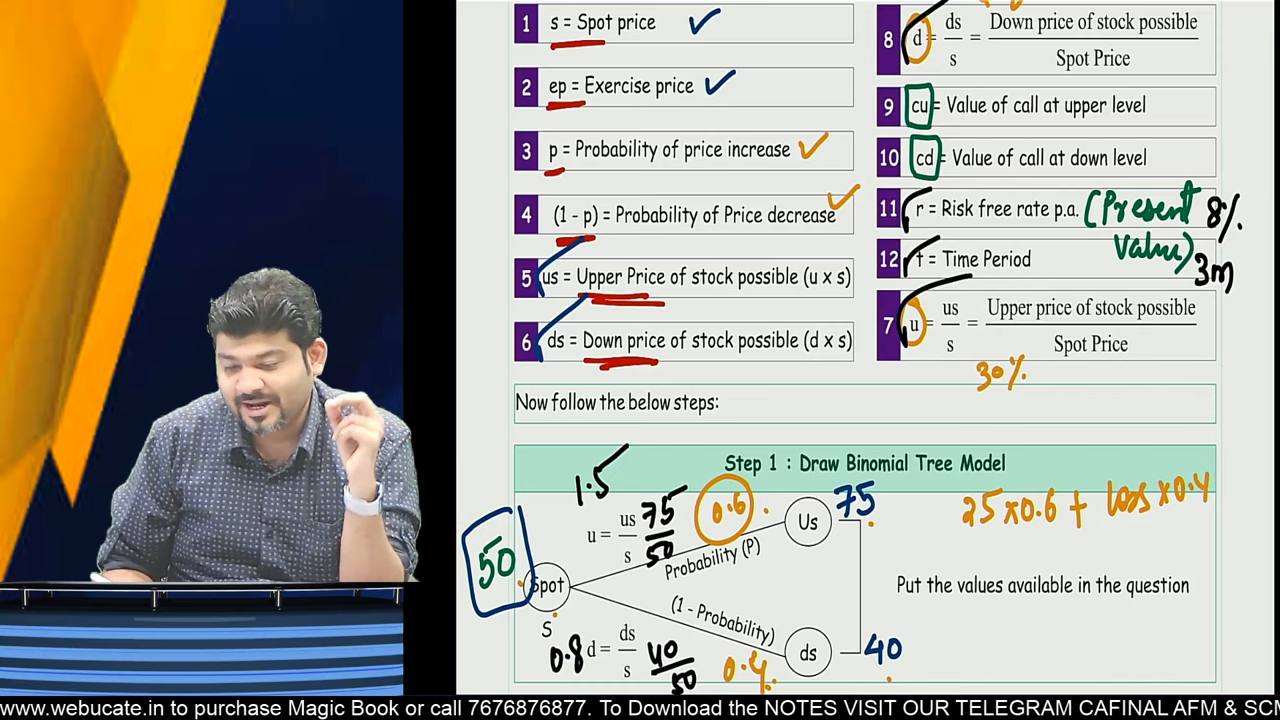 1 s = Spot price
2 ep = Exercise price
3 p = Probability of price increase
4 (1 - p) = Probability of Price decrease
5 us = Upper Price of stock possible (u x s)
6 ds = Down price of stock possible (d x s)
8 d = ds/s = Down price of stock possible / Spot Price
9 cu = Value of call at upper level
10 cd = Value of call at down level
11 r = Risk free rate p.a. (Present Value) 8%
12 t = Time Period 3m
7 u = us/s = Upper price of stock possible / Spot Price
30%
Now follow the below steps:
Step 1 : Draw Binomial Tree Model
1.5
u = us/s 75/50
0.6
Us
75
25x0.6 + loss x0.4
Probability (P)
50
Spot
S
Put the values available in the question
(1 - Probability)
0.8 d = ds/s 40/50
0.4
ds
40
www.webucate.in to purchase Magic Book or call 7676876877. To Download the NOTES VISIT OUR TELEGRAM CAFINAL AFM & SCM